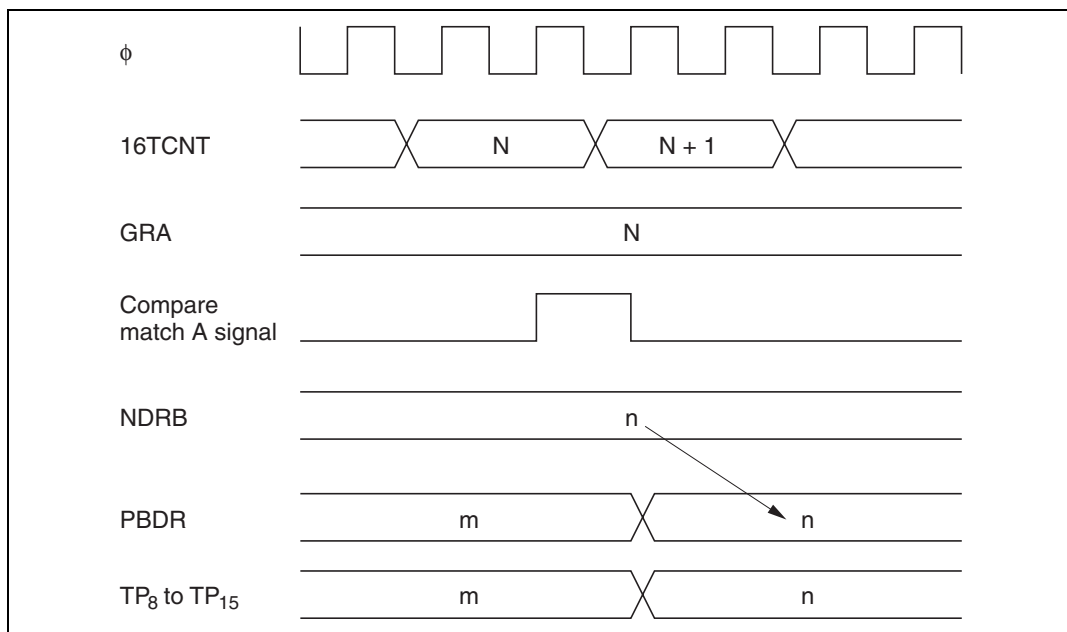 ϕ
16TCNT N N + 1
GRA N
Compare
match A signal
NDRB n
PBDR m n
TP8 to TP15 m n